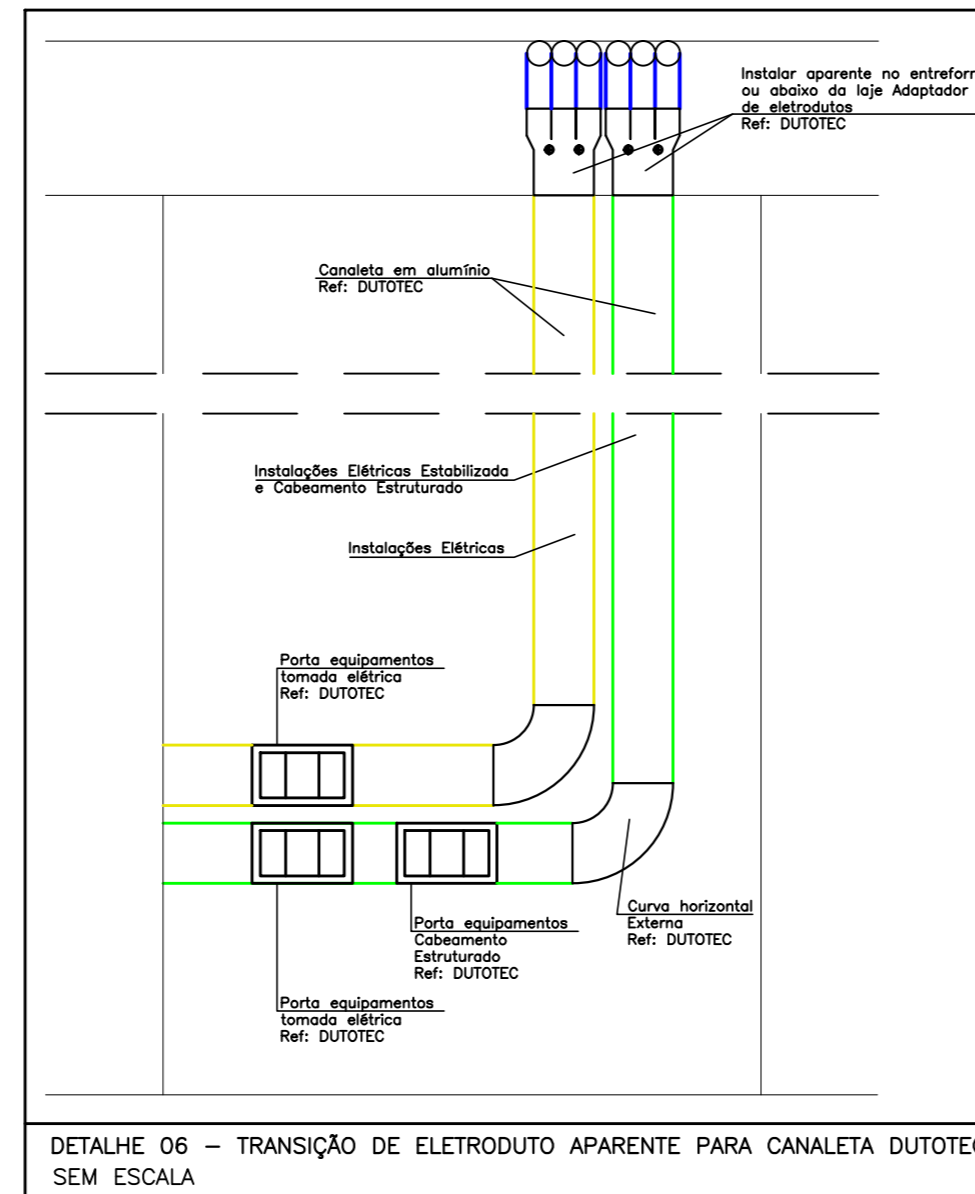 Instalar aparente no entreforr
ou abaixo da laje Adaptador
de eletrodutos
Ref: DUTOTEC
Canaleta em alumínio
Ref: DUTOTEC
Instalações Elétricas Estabilizada
e Cabeamento Estruturado
Instalações Elétricas
Porta equipamentos
tomada elétrica
Ref: DUTOTEC
Porta equipamentos
Cabeamento
Estruturado
Ref: DUTOTEC
Curva horizontal
Externa
Ref: DUTOTEC
Porta equipamentos
tomada elétrica
Ref: DUTOTEC
DETALHE 06 – TRANSIÇÃO DE ELETRODUTO APARENTE PARA CANALETA DUTOTEC
SEM ESCALA